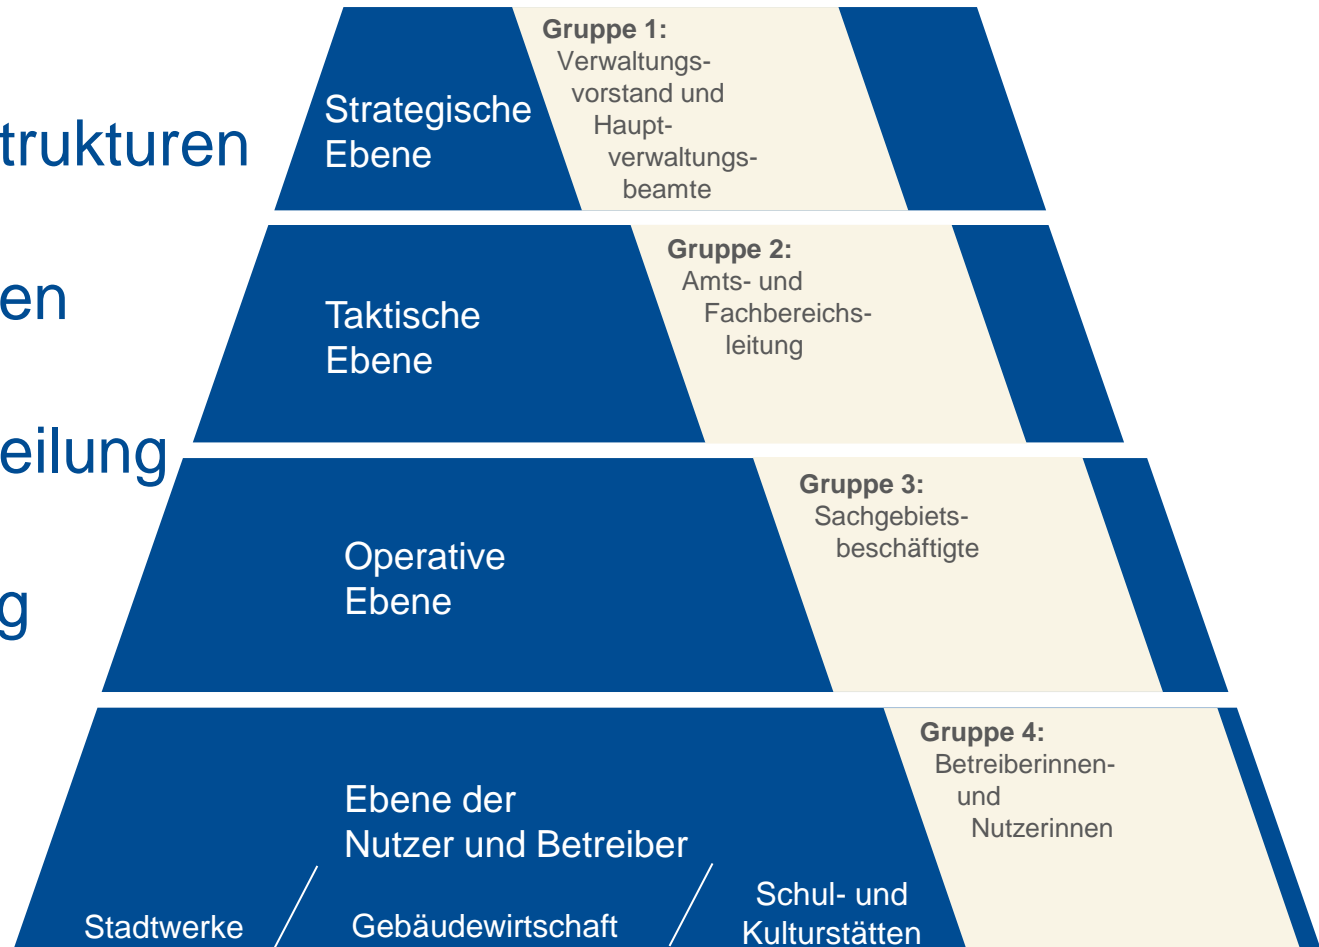 trukturen
en
eilung
g
Strategische
Ebene
Gruppe 1:
Verwaltungs-
vorstand und
Haupt-
verwaltungs-
beamte
Taktische
Ebene
Gruppe 2:
Amts- und
Fachbereichs-
leitung
Operative
Ebene
Gruppe 3:
Sachgebiets-
beschäftigte
Ebene der
Nutzer und Betreiber
Stadtwerke
Gebäudewirtschaft
Schul- und
Kulturstätten
Gruppe 4:
Betreiberinnen-
und
Nutzerinnen